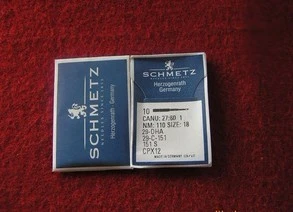 SCHMETZ
Herzogenrath
Germany
SCHMETZ
Herzogenrath
Germany
10
CANU: 27:60 1
NM: 110 SIZE: 18
29-DHA
29-C-151
151 S
CPX12